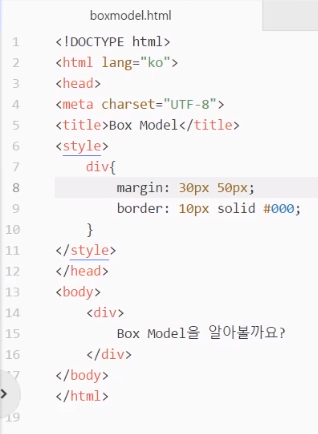 boxmodel.html
1 <!DOCTYPE html>
2 <html lang="ko">
3 <head>
4 <meta charset="UTF-8">
5 <title>Box Model</title>
6 <style>
7 div{
8 margin: 30px 50px;
9 border: 10px solid #000;
10 }
11 </style>
12 </head>
13 <body>
14 <div>
15 Box Model을 알아볼까요?
16 </div>
17 </body>
</html>
19